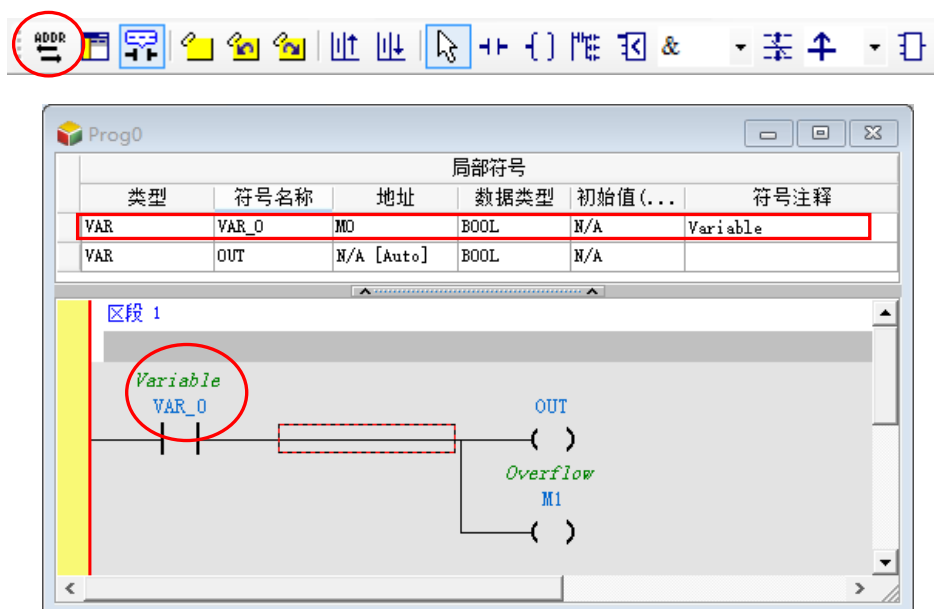 ADDR
&
Prog0
局部符号
类型 符号名称 地址 数据类型 初始值(... 符号注释
VAR VAR_0 M0 BOOL N/A Variable
VAR OUT N/A [Auto] BOOL N/A
区段 1
Variable
VAR_0 OUT
Overflow
M1